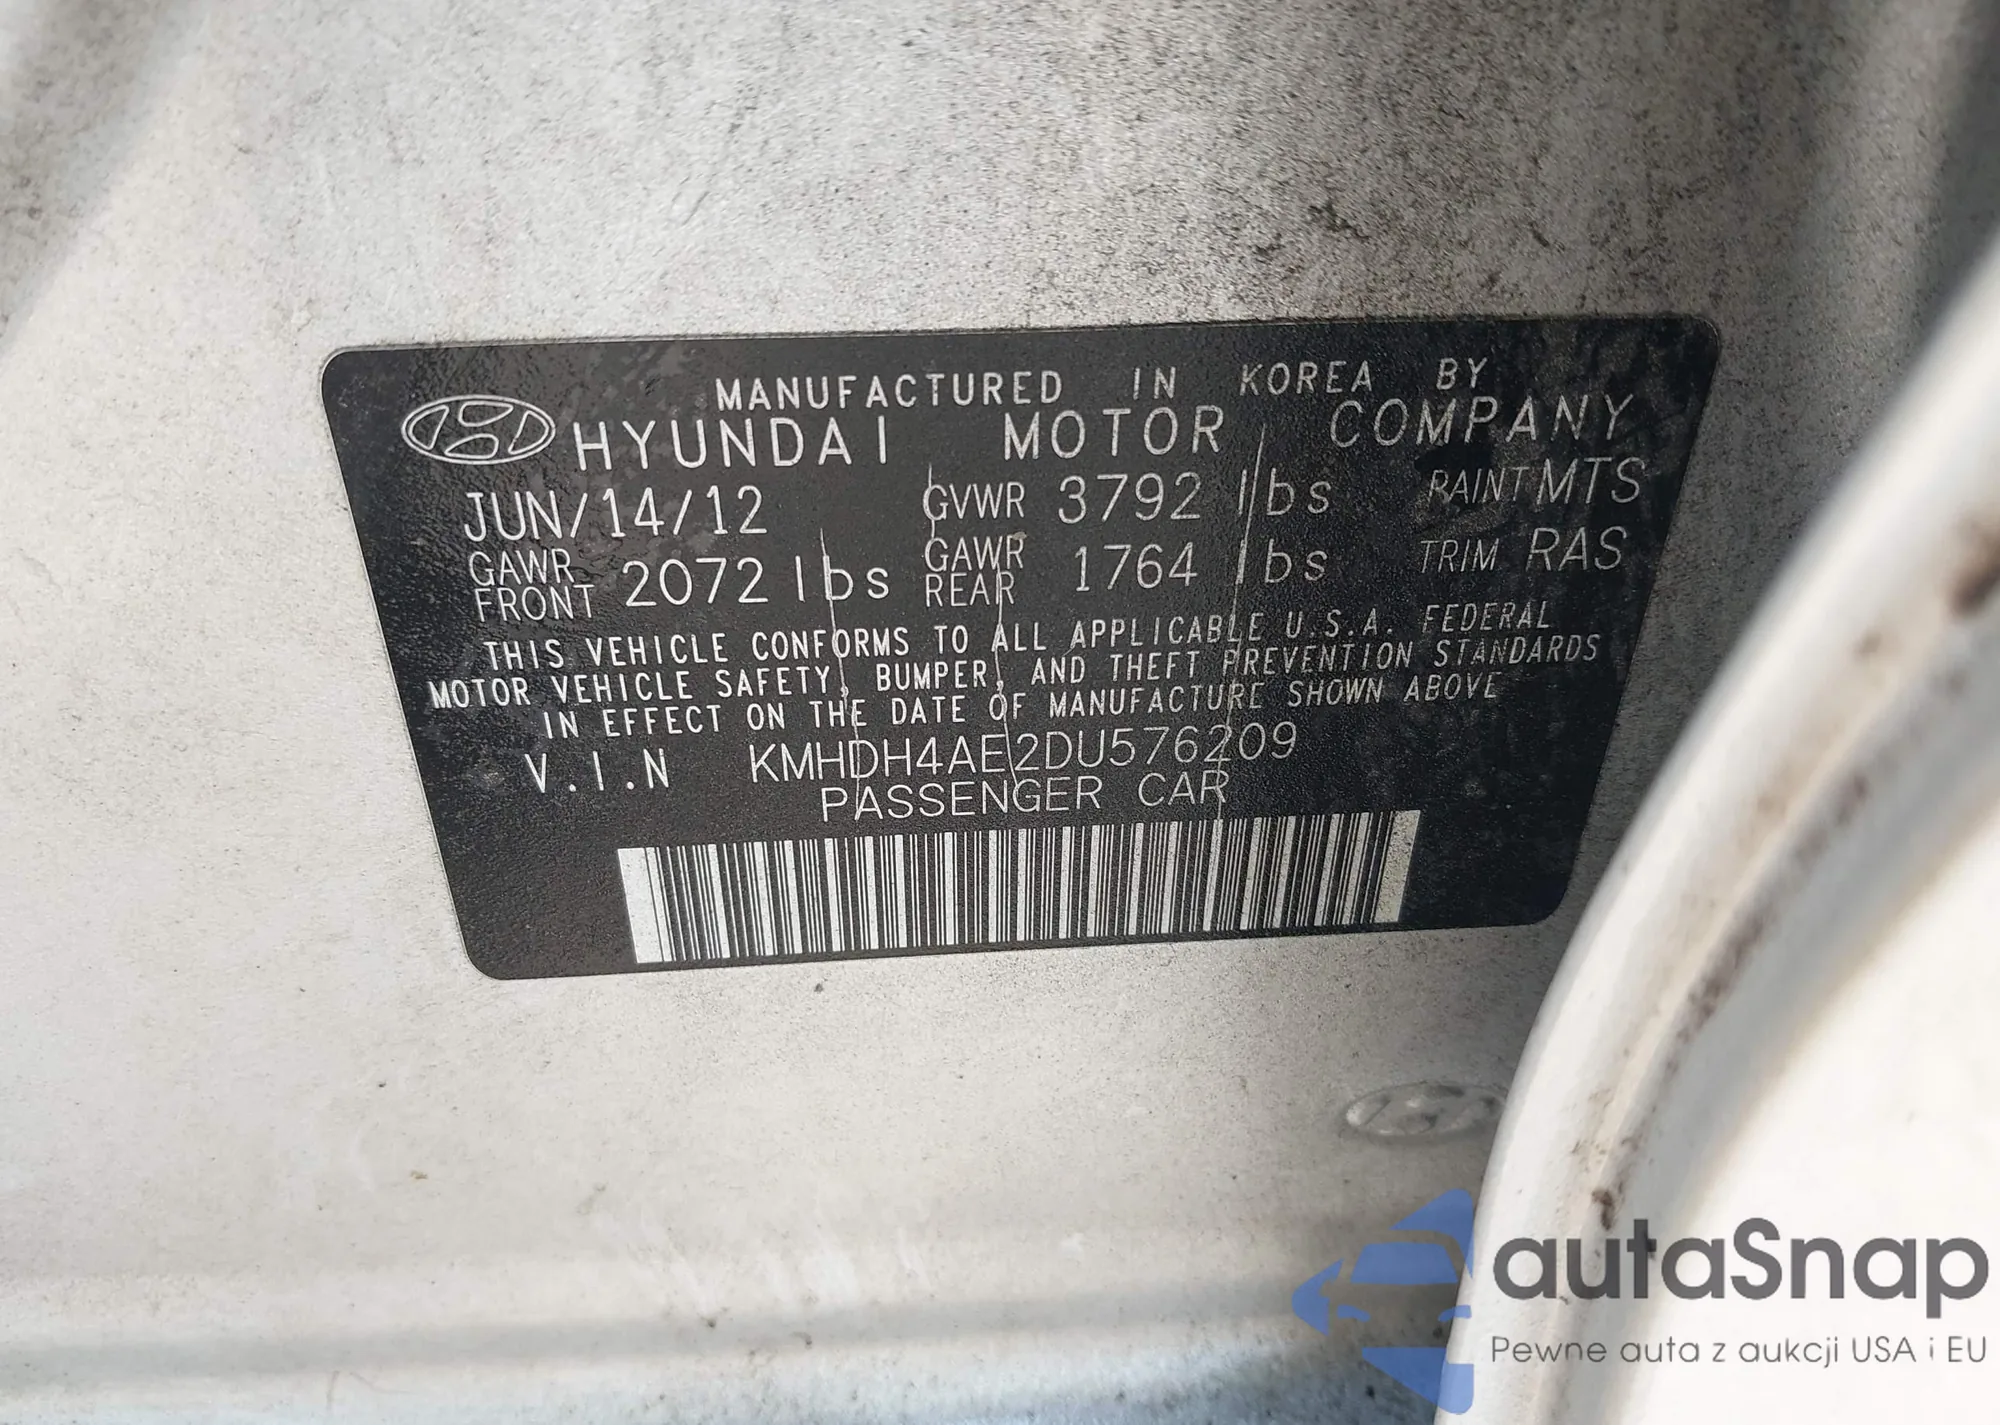 MANUFACTURED IN KOREA BY
HYUNDAI MOTOR COMPANY
JUN/14/12 GVWR 3792 lbs PAINT MTS
GAWR FRONT 2072 lbs GAWR REAR 1764 lbs TRIM RAS
THIS VEHICLE CONFORMS TO ALL APPLICABLE U.S.A. FEDERAL
MOTOR VEHICLE SAFETY, BUMPER, AND THEFT PREVENTION STANDARDS
IN EFFECT ON THE DATE OF MANUFACTURE SHOWN ABOVE
V.I.N KMHDH4AE2DU576209
PASSENGER CAR
autaSnap
Pewne auta z aukcji USA i EU